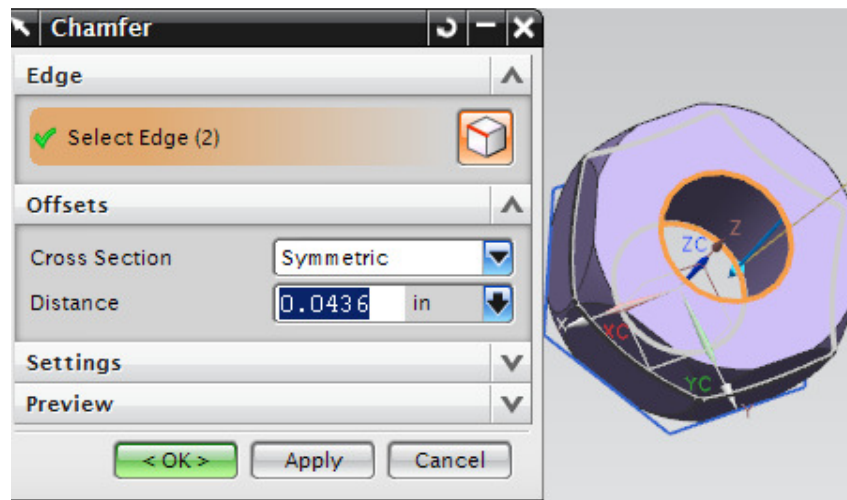 Chamfer
Edge
Select Edge (2)
Offsets
Cross Section Symmetric
Distance 0.0436 in
Settings
Preview
< OK > Apply Cancel
Z
ZC
X
XC
YC
Y